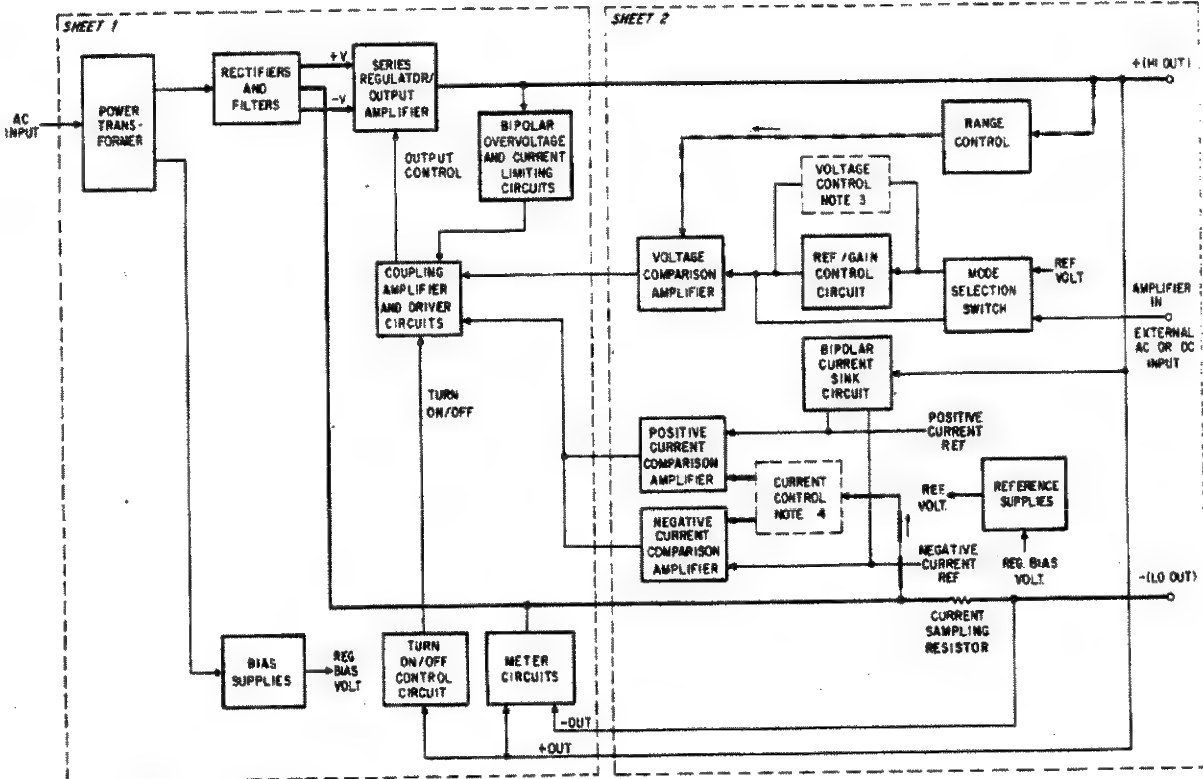 SHEET 1
SHEET 2
AC
INPUT
POWER
TRANS-
FORMER
RECTIFIERS
AND
FILTERS
+V
-V
SERIES
REGULATOR/
OUTPUT
AMPLIFIER
OUTPUT
CONTROL
BIPOLAR
OVERVOLTAGE
AND CURRENT
LIMITING
CIRCUITS
+(HI OUT)
RANGE
CONTROL
VOLTAGE
CONTROL
NOTE 3
COUPLING
AMPLIFIER
AND DRIVER
CIRCUITS
VOLTAGE
COMPARISON
AMPLIFIER
REF/GAIN
CONTROL
CIRCUIT
MODE
SELECTION
SWITCH
REF
VOLT
AMPLIFIER
IN
EXTERNAL
AC OR DC
INPUT
BIPOLAR
CURRENT
SINK
CIRCUIT
TURN
ON/OFF
POSITIVE
CURRENT
COMPARISON
AMPLIFIER
POSITIVE
CURRENT
REF
CURRENT
CONTROL
NOTE 4
REF
VOLT.
REFERENCE
SUPPLIES
NEGATIVE
CURRENT
COMPARISON
AMPLIFIER
NEGATIVE
CURRENT
REF
REG. BIAS
VOLT.
-(LO OUT)
CURRENT
SAMPLING
RESISTOR
BIAS
SUPPLIES
REG
BIAS
VOLT
TURN
ON/OFF
CONTROL
CIRCUIT
METER
CIRCUITS
-OUT
+OUT